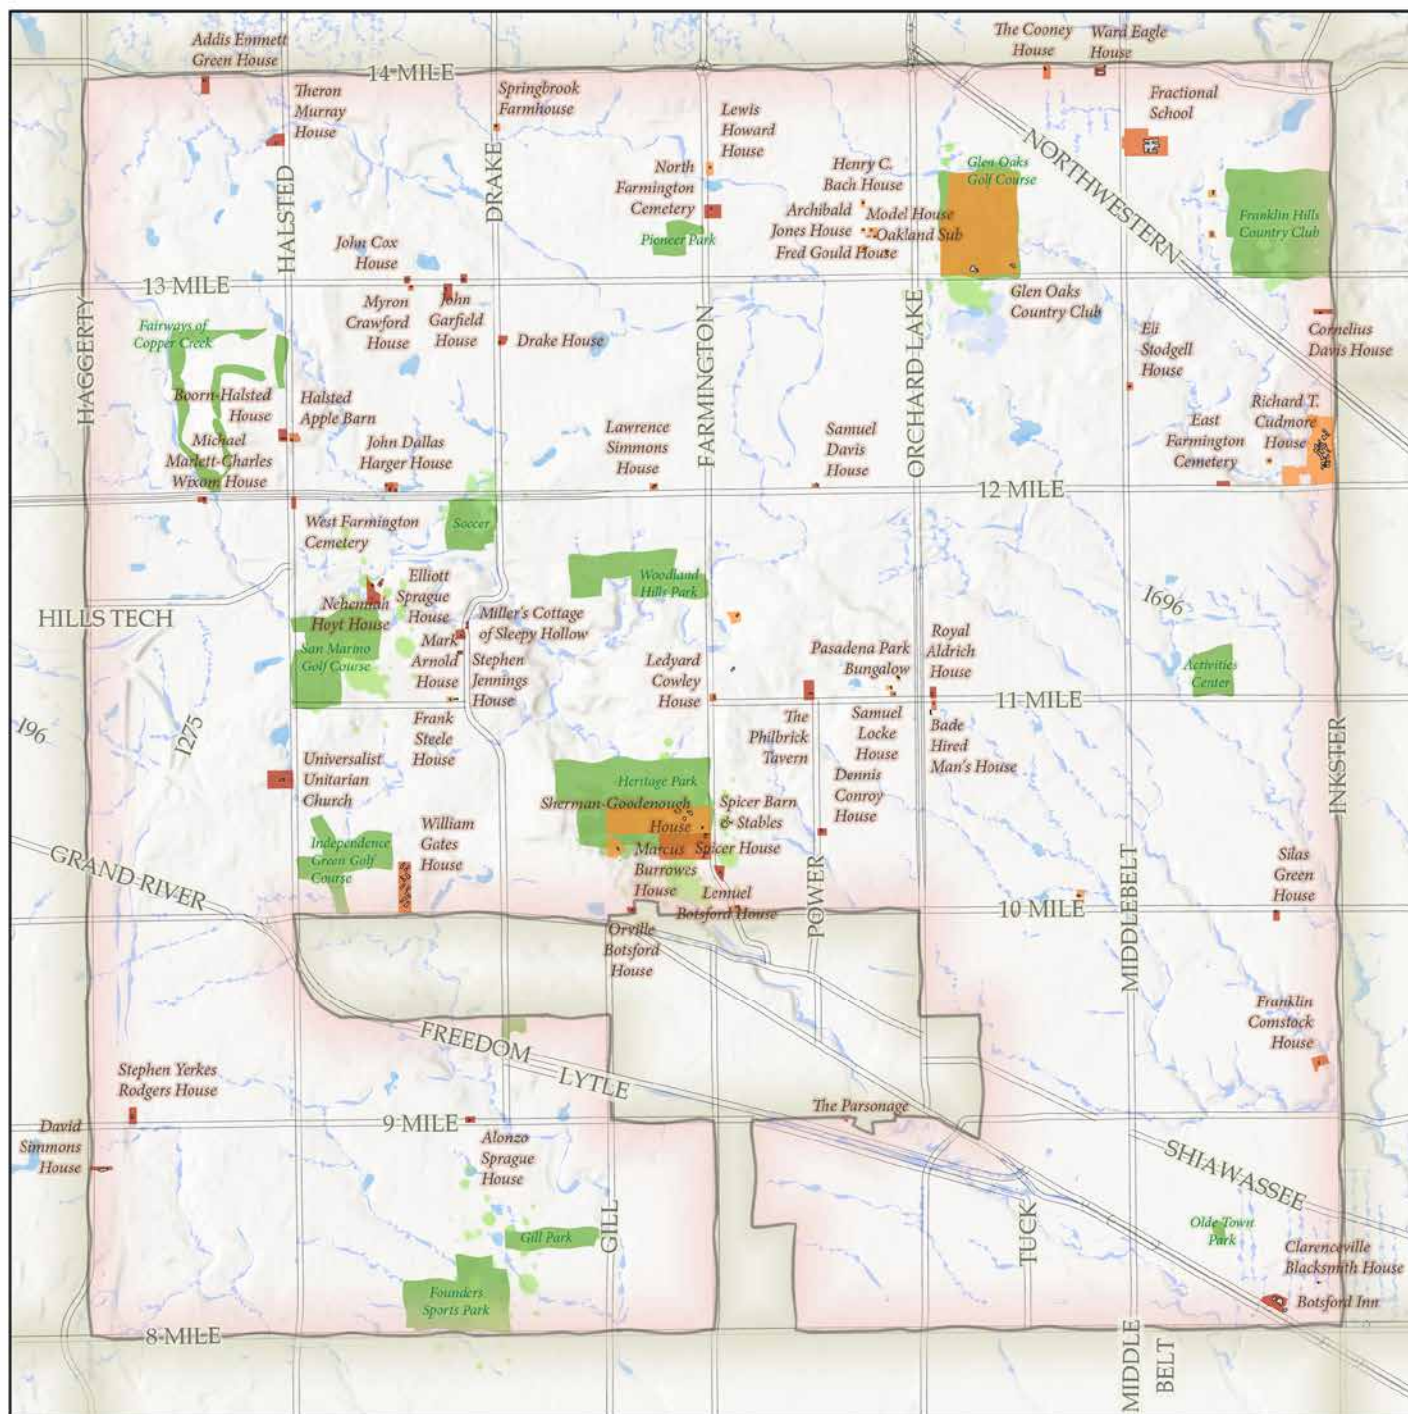 Addis Emmett
Green House
14 MILE
Theron
Murray
House
Springbrook
Farmhouse
Lewis
Howard
House
The Cooney
House
Ward Eagle
House
Fractional
School
NORTHWESTERN
HALSTED
DRAKE
North
Farmington
Cemetery
Pioneer Park
Henry C.
Bach House
Archibald
Jones House
Model House
Oakland Sub
Fred Gould House
Glen Oaks
Golf Course
Franklin Hills
Country Club
John Cox
House
13 MILE
Myron
Crawford
House
John
Garfield
House
Drake House
Glen Oaks
Country Club
Eli
Stodgell
House
Cornelius
Davis House
HAGGERTY
Fairways of
Copper Creek
FARMINGTON
ORCHARD LAKE
Boorn-Halsted
House
Halsted
Apple Barn
Michael
Marlett-Charles
Wixom House
John Dallas
Harger House
Lawrence
Simmons
House
Samuel
Davis
House
East
Farmington
Cemetery
Richard T.
Cudmore
House
12 MILE
West Farmington
Cemetery
Soccer
HILLS TECH
Nehemiah
Hoyt House
Elliott
Sprague
House
Miller's Cottage
of Sleepy Hollow
Woodland
Hills Park
I696
San Marino
Golf Course
Mark
Arnold
House
Stephen
Jennings
House
Ledyard
Cowley
House
Pasadena Park
Bungalow
Royal
Aldrich
House
Activities
Center
11 MILE
I96
I275
Frank
Steele
House
The
Philbrick
Tavern
Samuel
Locke
House
Bade
Hired
Man's House
INKSTER
Universalist
Unitarian
Church
Heritage Park
Dennis
Conroy
House
Sherman-Goodenough
House
Spicer Barn
Stables
Spicer House
William
Gates
House
Independence
Green Golf
Course
Marcus
Burrowes
House
Lemuel
Botsford House
GRAND RIVER
POWER
MIDDLEBELT
Silas
Green
House
10 MILE
Orville
Botsford
House
FREEDOM
LYTLE
Franklin
Comstock
House
Stephen Yerkes
Rodgers House
David
Simmons
House
9 MILE
Alonzo
Sprague
House
The Parsonage
SHIAWASSEE
GILL
TUCK
Gill Park
Olde Town
Park
Clarenceville
Blacksmith House
Founders
Sports Park
Botsford Inn
8 MILE
MIDDLE
BELT